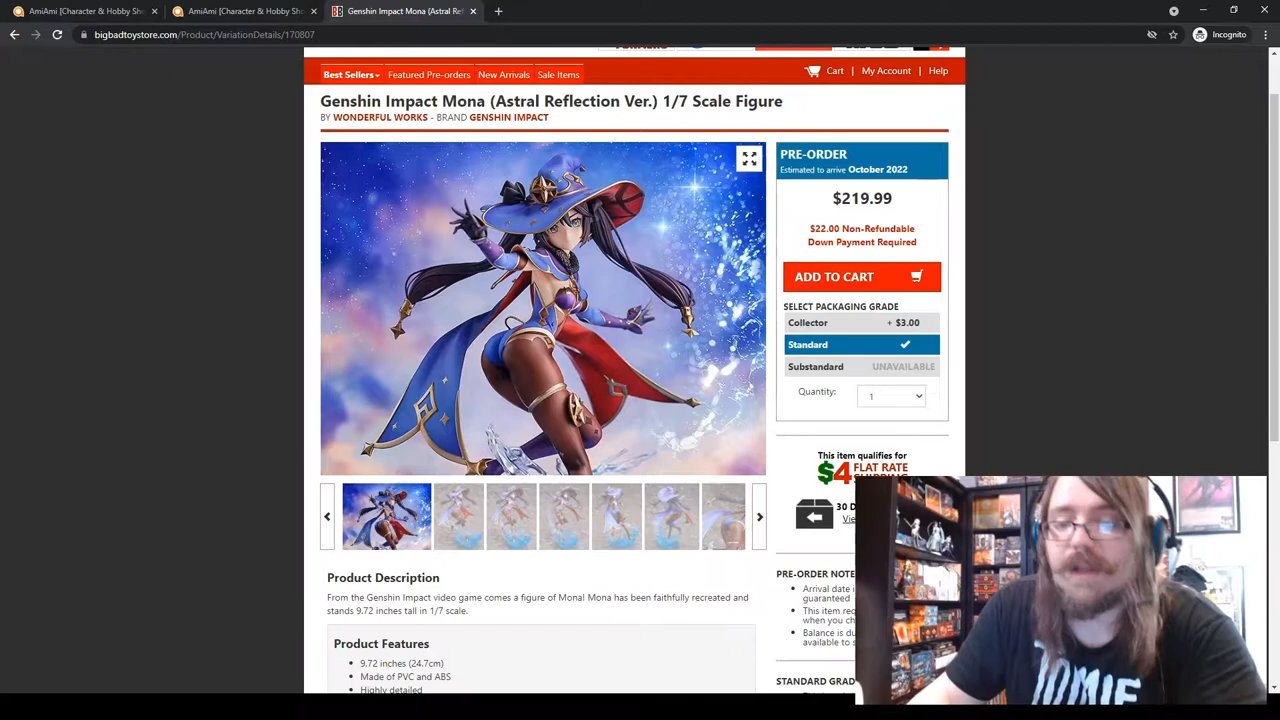 AmiAmi [Character & Hobby Sho
AmiAmi [Character & Hobby Sho
Genshin Impact Mona (Astral Ref
bigbadtoystore.com/Product/VariationDetails/170807
Incognito
Best Sellers
Featured Pre-orders
New Arrivals
Sale Items
Cart | My Account | Help
Genshin Impact Mona (Astral Reflection Ver.) 1/7 Scale Figure
BY WONDERFUL WORKS - BRAND GENSHIN IMPACT
PRE-ORDER
Estimated to arrive October 2022
$219.99
$22.00 Non-Refundable
Down Payment Required
ADD TO CART
SELECT PACKAGING GRADE
Collector + $3.00
Standard
Substandard UNAVAILABLE
Quantity: 1
This item qualifies for
$4 FLAT RATE
SHIPPING
30 D
Vie
Product Description
From the Genshin Impact video game comes a figure of Mona! Mona has been faithfully recreated and
stands 9.72 inches tall in 1/7 scale.
Product Features
9.72 inches (24.7cm)
Made of PVC and ABS
Highly detailed
PRE-ORDER NOTE
Arrival date i
guaranteed
This item req
when you ch
Balance is du
available to s
STANDARD GRAD